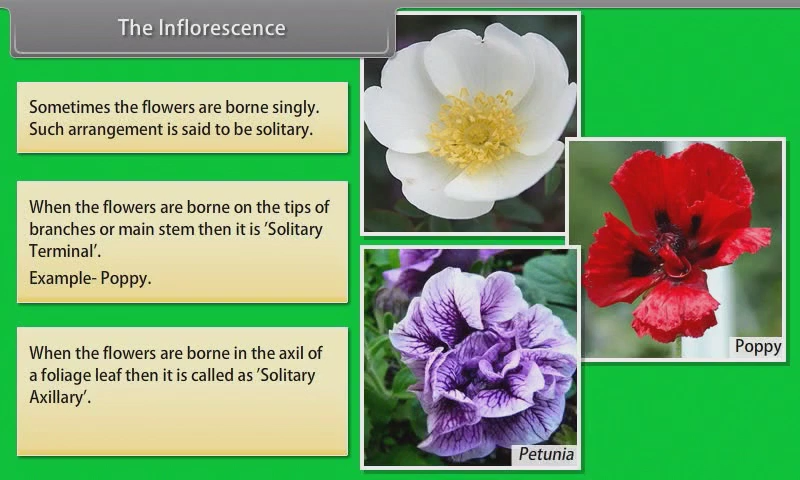 The Inflorescence
Sometimes the flowers are borne singly.
Such arrangement is said to be solitary.
When the flowers are borne on the tips of
branches or main stem then it is ‘Solitary
Terminal’.
Example- Poppy.
When the flowers are borne in the axil of
a foliage leaf then it is called as ‘Solitary
Axillary’.
Poppy
Petunia